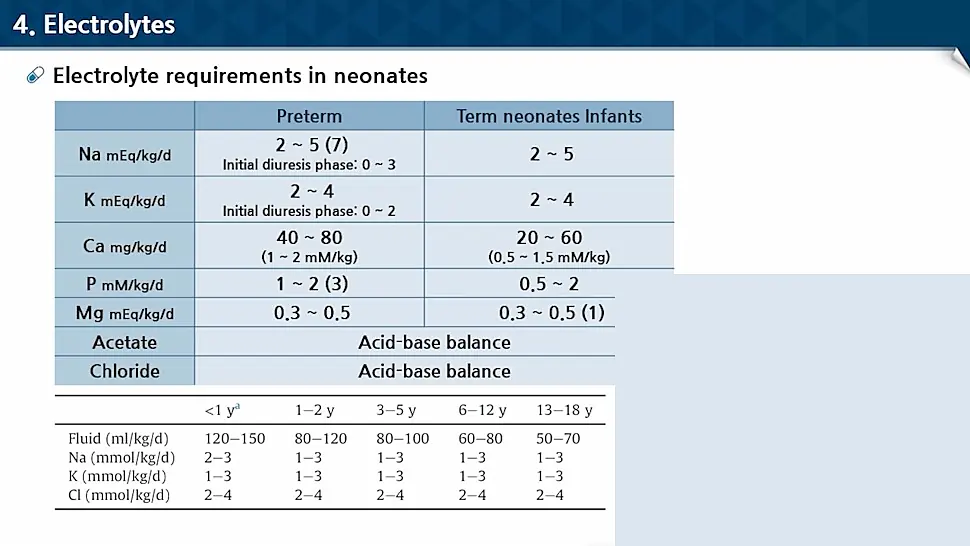 4. Electrolytes
Electrolyte requirements in neonates
Preterm Term neonates Infants
Na mEq/kg/d 2 ~ 5 (7) 2 ~ 5
Initial diuresis phase: 0 ~ 3
K mEq/kg/d 2 ~ 4 2 ~ 4
Initial diuresis phase: 0 ~ 2
Ca mg/kg/d 40 ~ 80 20 ~ 60
(1 ~ 2 mM/kg) (0.5 ~ 1.5 mM/kg)
P mM/kg/d 1 ~ 2 (3) 0.5 ~ 2
Mg mEq/kg/d 0.3 ~ 0.5 0.3 ~ 0.5 (1)
Acetate Acid-base balance
Chloride Acid-base balance
<1 yᵃ 1–2 y 3–5 y 6–12 y 13–18 y
Fluid (ml/kg/d) 120–150 80–120 80–100 60–80 50–70
Na (mmol/kg/d) 2–3 1–3 1–3 1–3 1–3
K (mmol/kg/d) 1–3 1–3 1–3 1–3 1–3
Cl (mmol/kg/d) 2–4 2–4 2–4 2–4 2–4